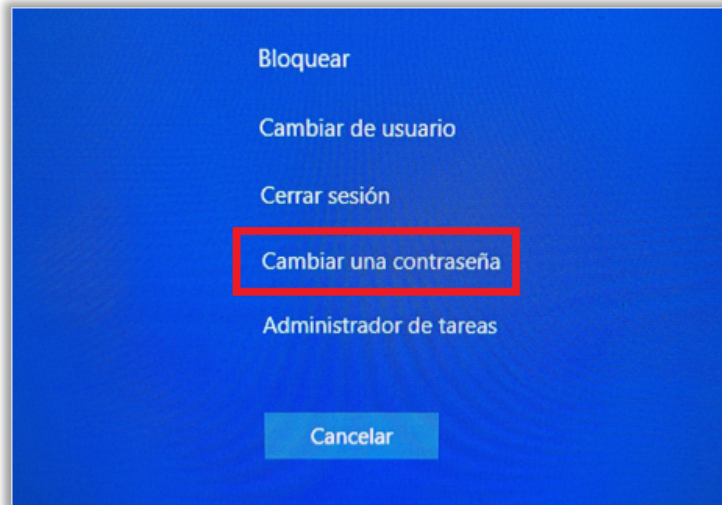 Bloquear
Cambiar de usuario
Cerrar sesión
Cambiar una contraseña
Administrador de tareas
Cancelar